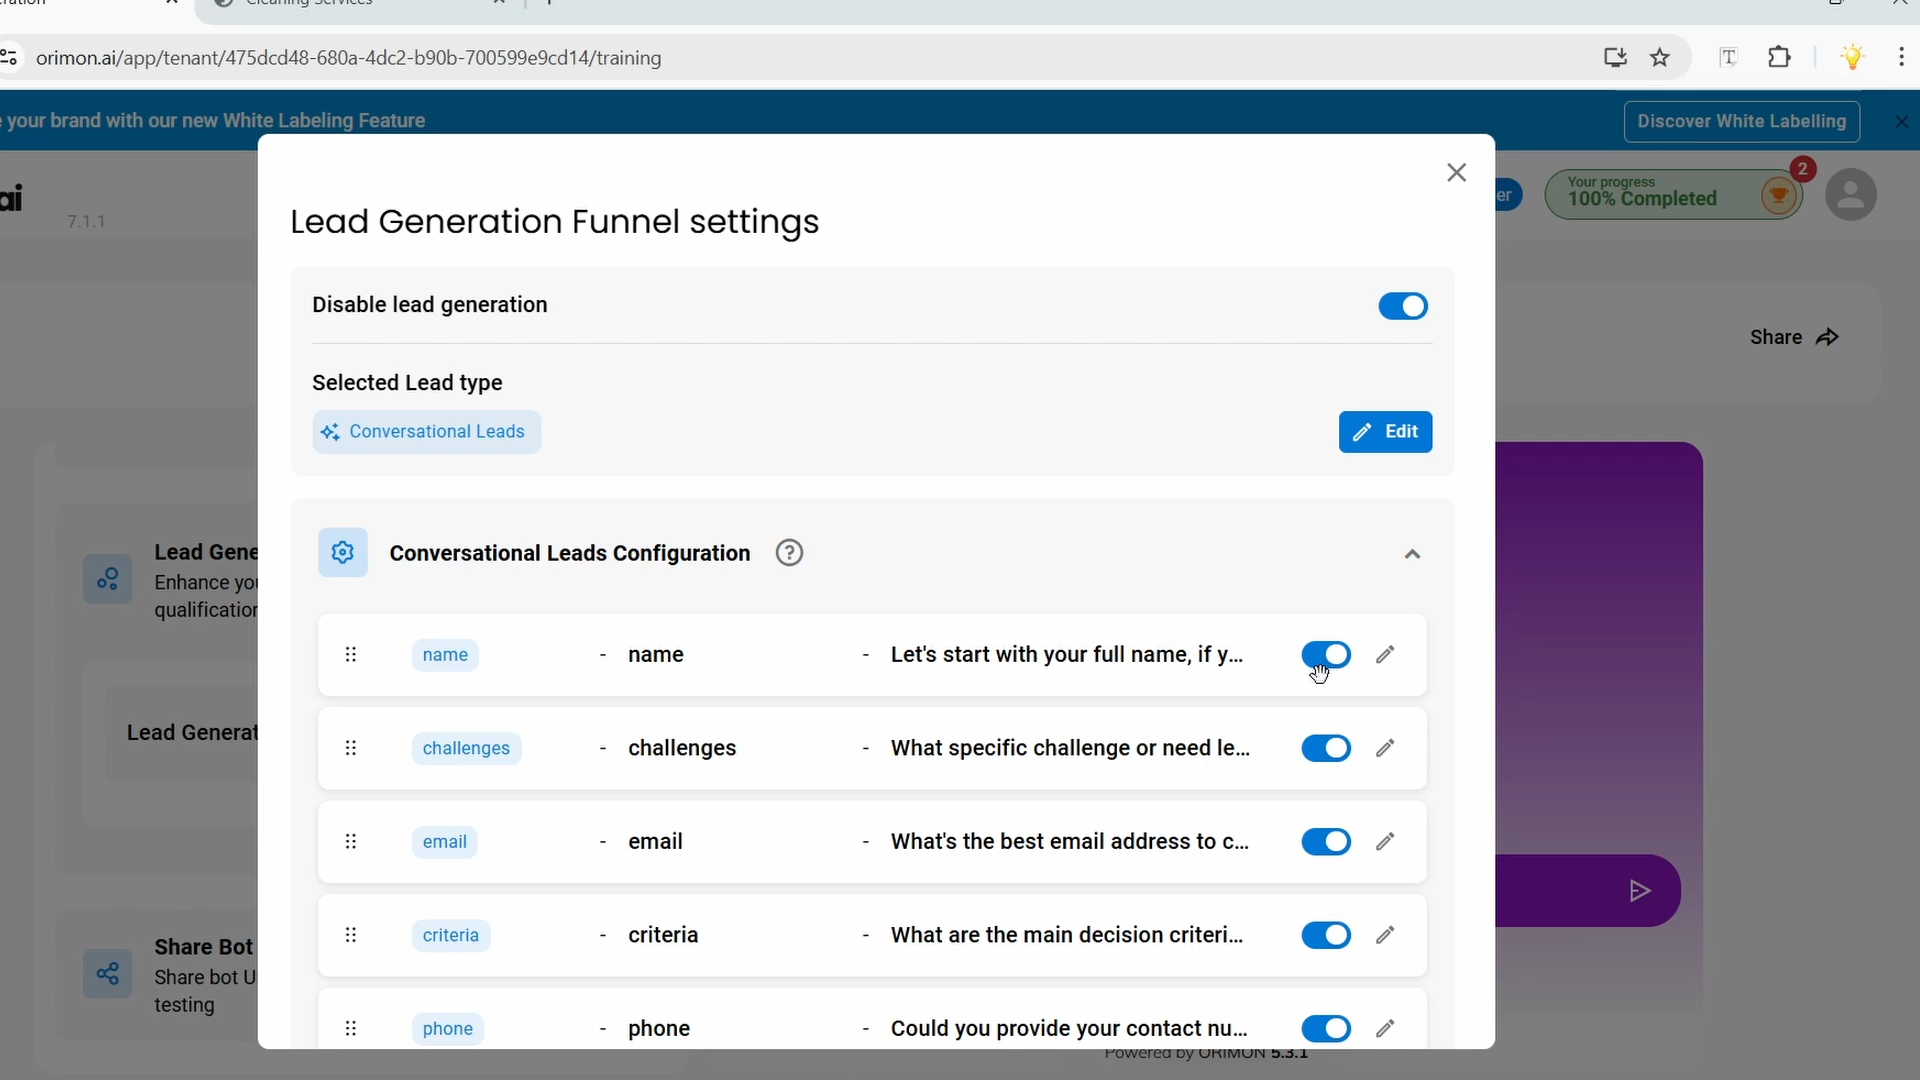 Cleaning Services
orimon.ai/app/tenant/475dcd48-680a-4dc2-b90b-700599e9cd14/training
your brand with our new White Labeling Feature
Discover White Labelling
ai
7.1.1
er
Your progress
100% Completed
2
Share
Lead Generation Funnel settings
Disable lead generation
Selected Lead type
Conversational Leads
Edit
Conversational Leads Configuration ?
name - name - Let's start with your full name, if y...
challenges - challenges - What specific challenge or need le...
email - email - What's the best email address to c...
criteria - criteria - What are the main decision criteri...
phone - phone - Could you provide your contact nu...
Lead Gene
Enhance you
qualification
Lead Generat
Share Bot
Share bot U
testing
Powered by ORIMON 5.3.1